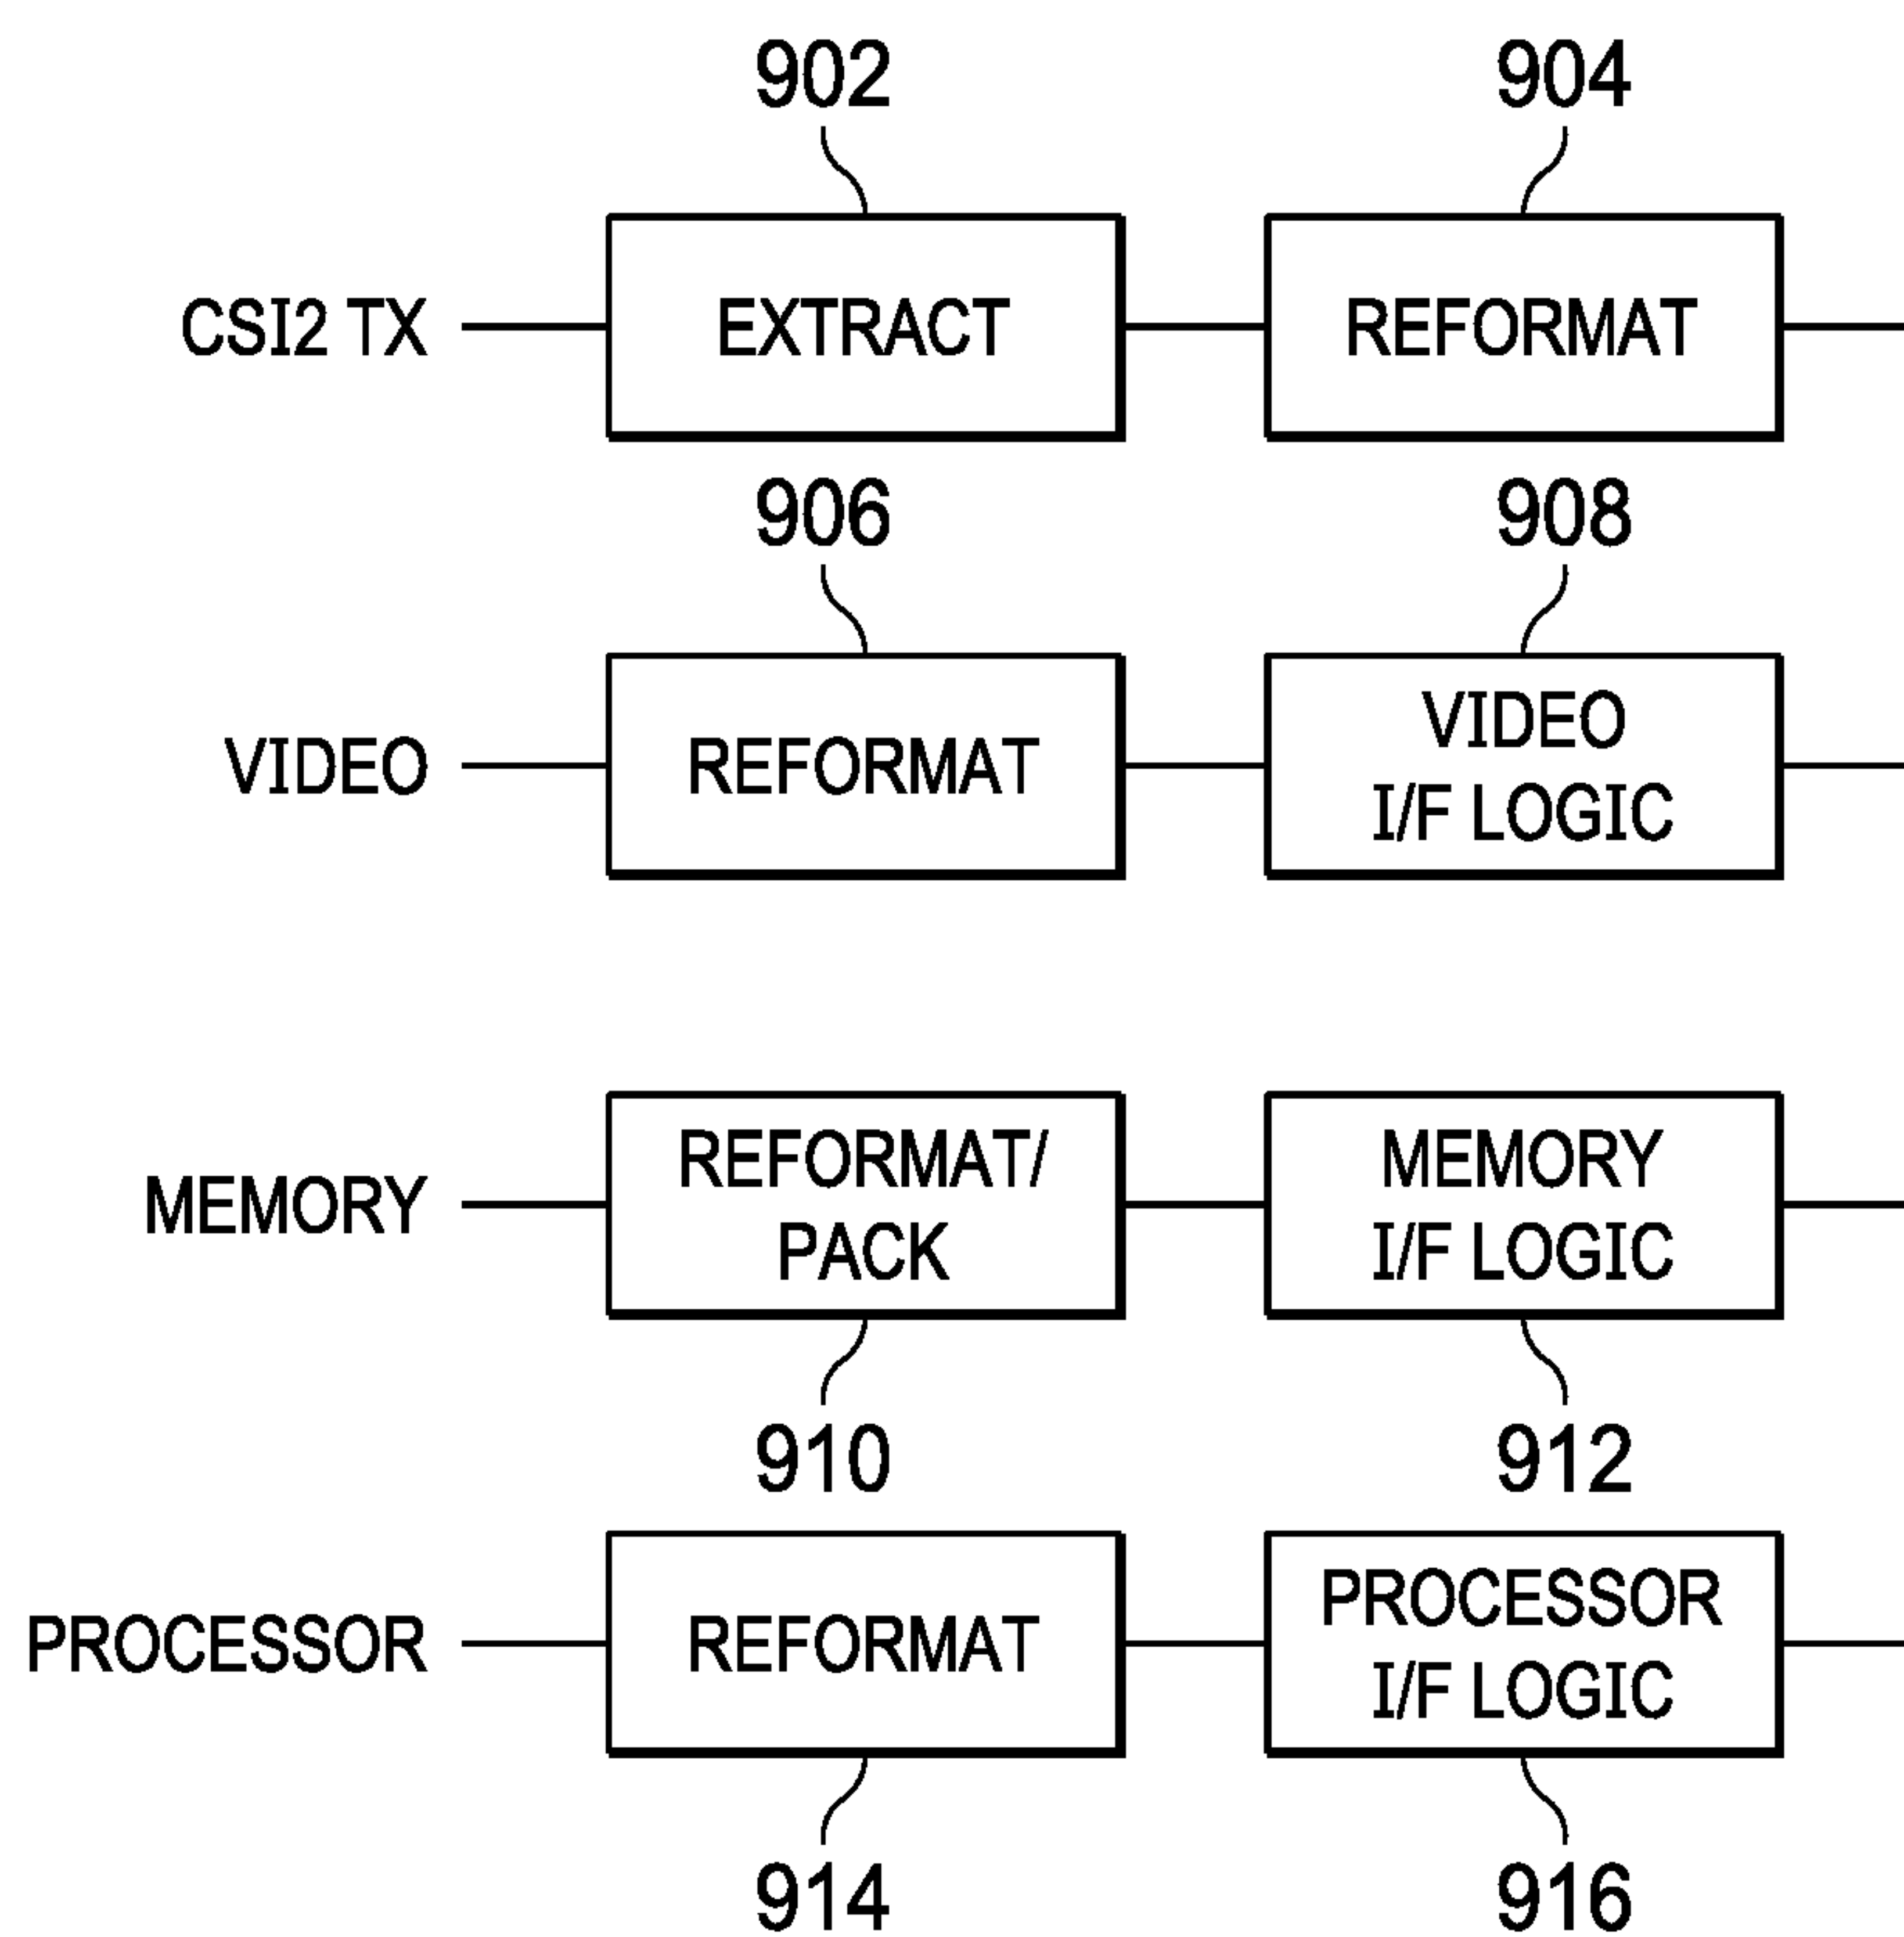 902
904
CSI2 TX
EXTRACT
REFORMAT
906
908
VIDEO
REFORMAT
VIDEO
I/F LOGIC
MEMORY
REFORMAT/
PACK
MEMORY
I/F LOGIC
910
912
PROCESSOR
REFORMAT
PROCESSOR
I/F LOGIC
914
916